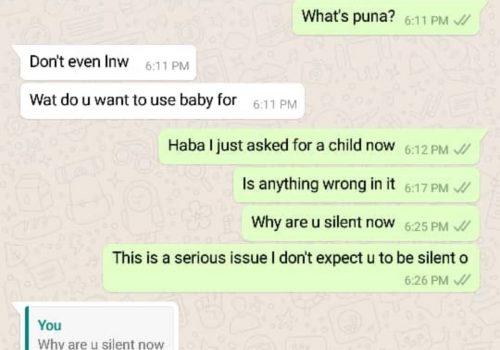 What's puna? 6:11 PM
Don't even lnw 6:11 PM
Wat do u want to use baby for 6:11 PM
Haba I just asked for a child now 6:12 PM
Is anything wrong in it 6:17 PM
Why are u silent now 6:25 PM
This is a serious issue I don't expect u to be silent o
6:26 PM
You
Why are u silent now